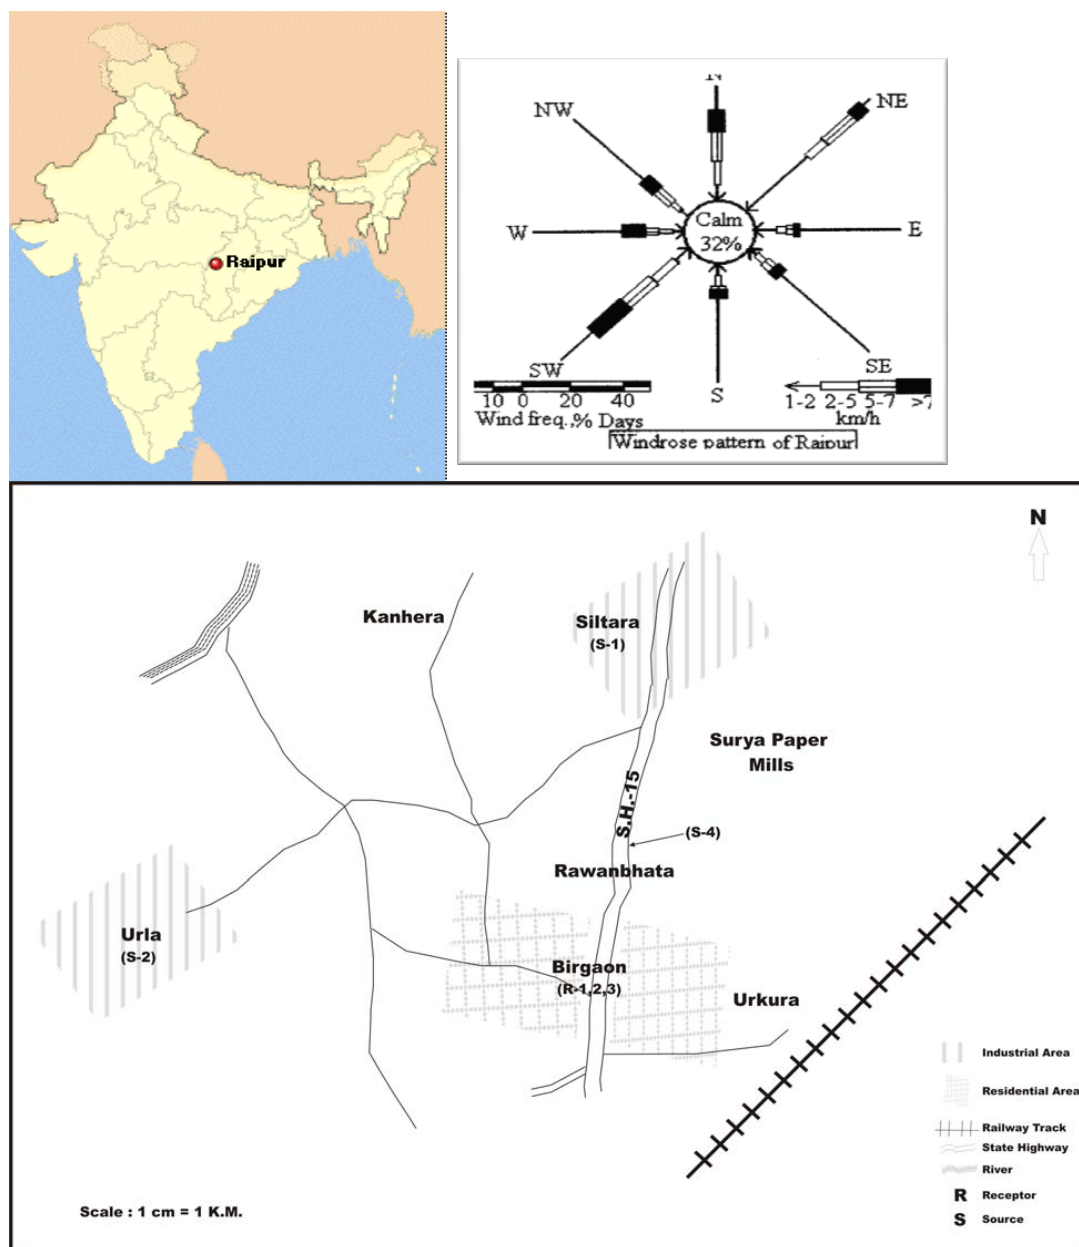 Raipur
N
NW
NE
W
Calm
32%
E
SW
SE
S
10 0 20 40
Wind freq.,% Days
1-2 2-5 5-7 >7
km/h
Windrose pattern of Raipur
N
Kanhera
Siltara
(S-1)
Surya Paper
Mills
S.H.-15
(S-4)
Rawanbhata
Urla
(S-2)
Birgaon
(R-1,2,3)
Urkura
Industrial Area
Residential Area
Railway Track
State Highway
River
R Receptor
S Source
Scale : 1 cm = 1 K.M.